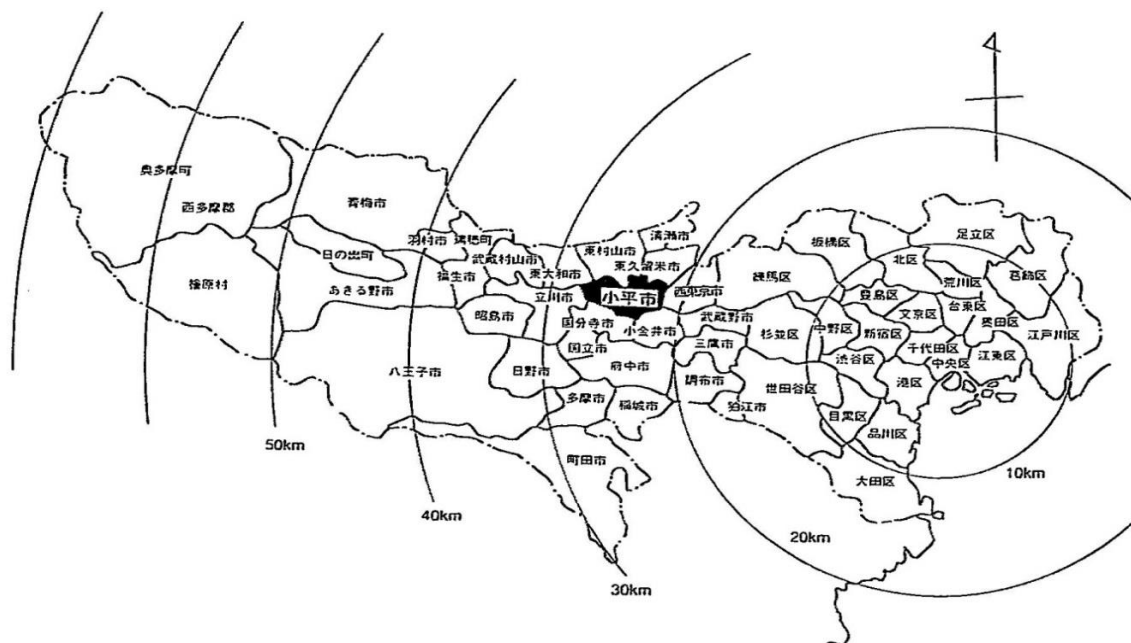 奥多摩町
西多摩郡
檜原村
青梅市
日の出町
あきる野市
羽村市
瑞穂町
福生市
武蔵村山市
東大和市
立川市
昭島市
八王子市
日野市
東村山市
清瀬市
東久留米市
小平市
西東京市
国分寺市
小金井市
国立市
府中市
多摩市
稲城市
町田市
武蔵野市
三鷹市
調布市
狛江市
練馬区
板橋区
北区
足立区
葛飾区
荒川区
豊島区
文京区
台東区
墨田区
江戸川区
杉並区
中野区
新宿区
千代田区
中央区
江東区
渋谷区
港区
世田谷区
目黒区
品川区
大田区
10km
20km
30km
40km
50km